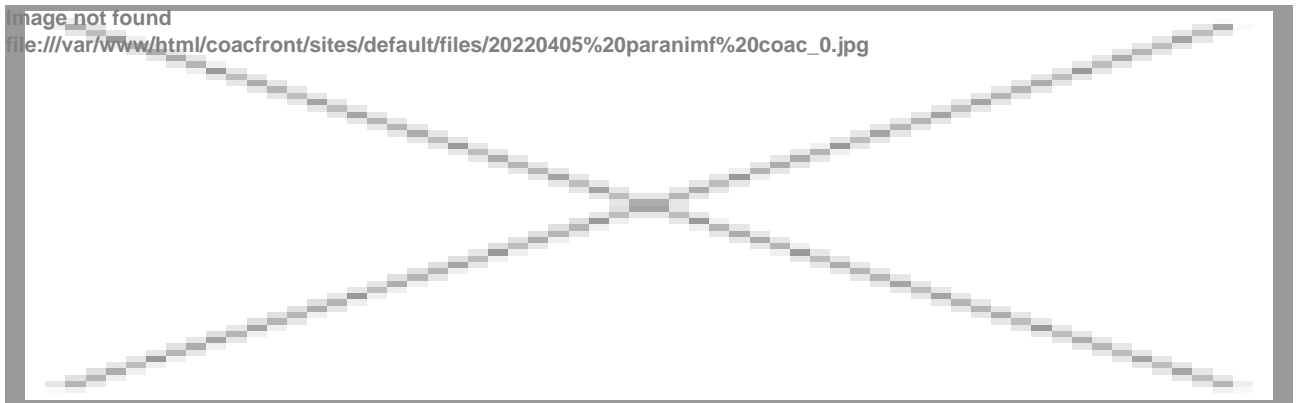 Image not found
file:///var/www/html/coacfront/sites/default/files/20220405%20paranimf%20coac_0.jpg